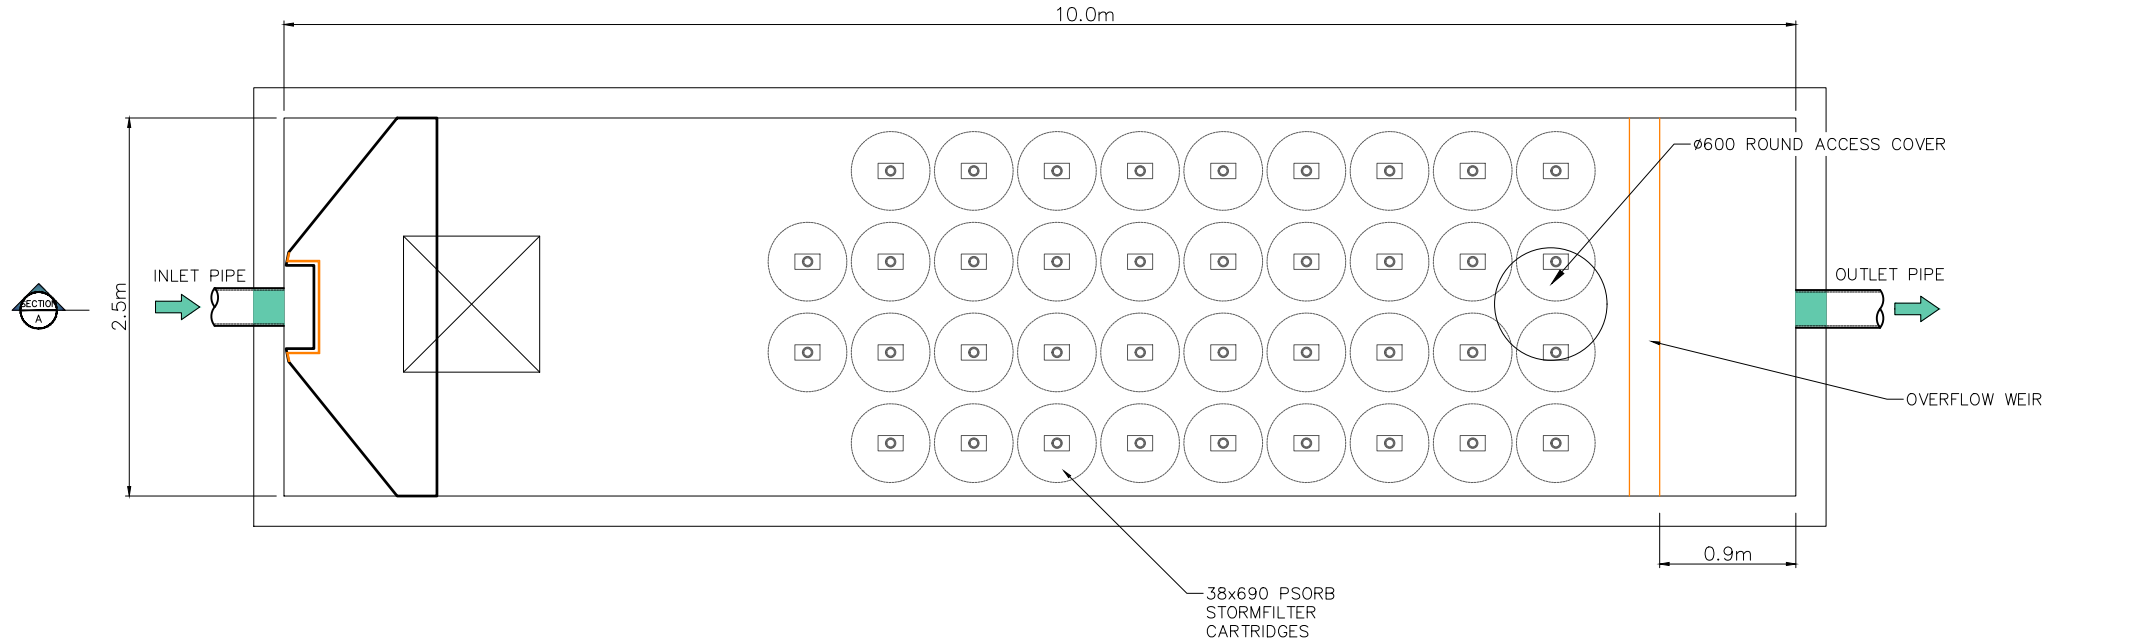 10.0m
ø600 ROUND ACCESS COVER
INLET PIPE
OUTLET PIPE
SECTION
A
2.5m
OVERFLOW WEIR
0.9m
38x690 PSORB
STORMFILTER
CARTRIDGES